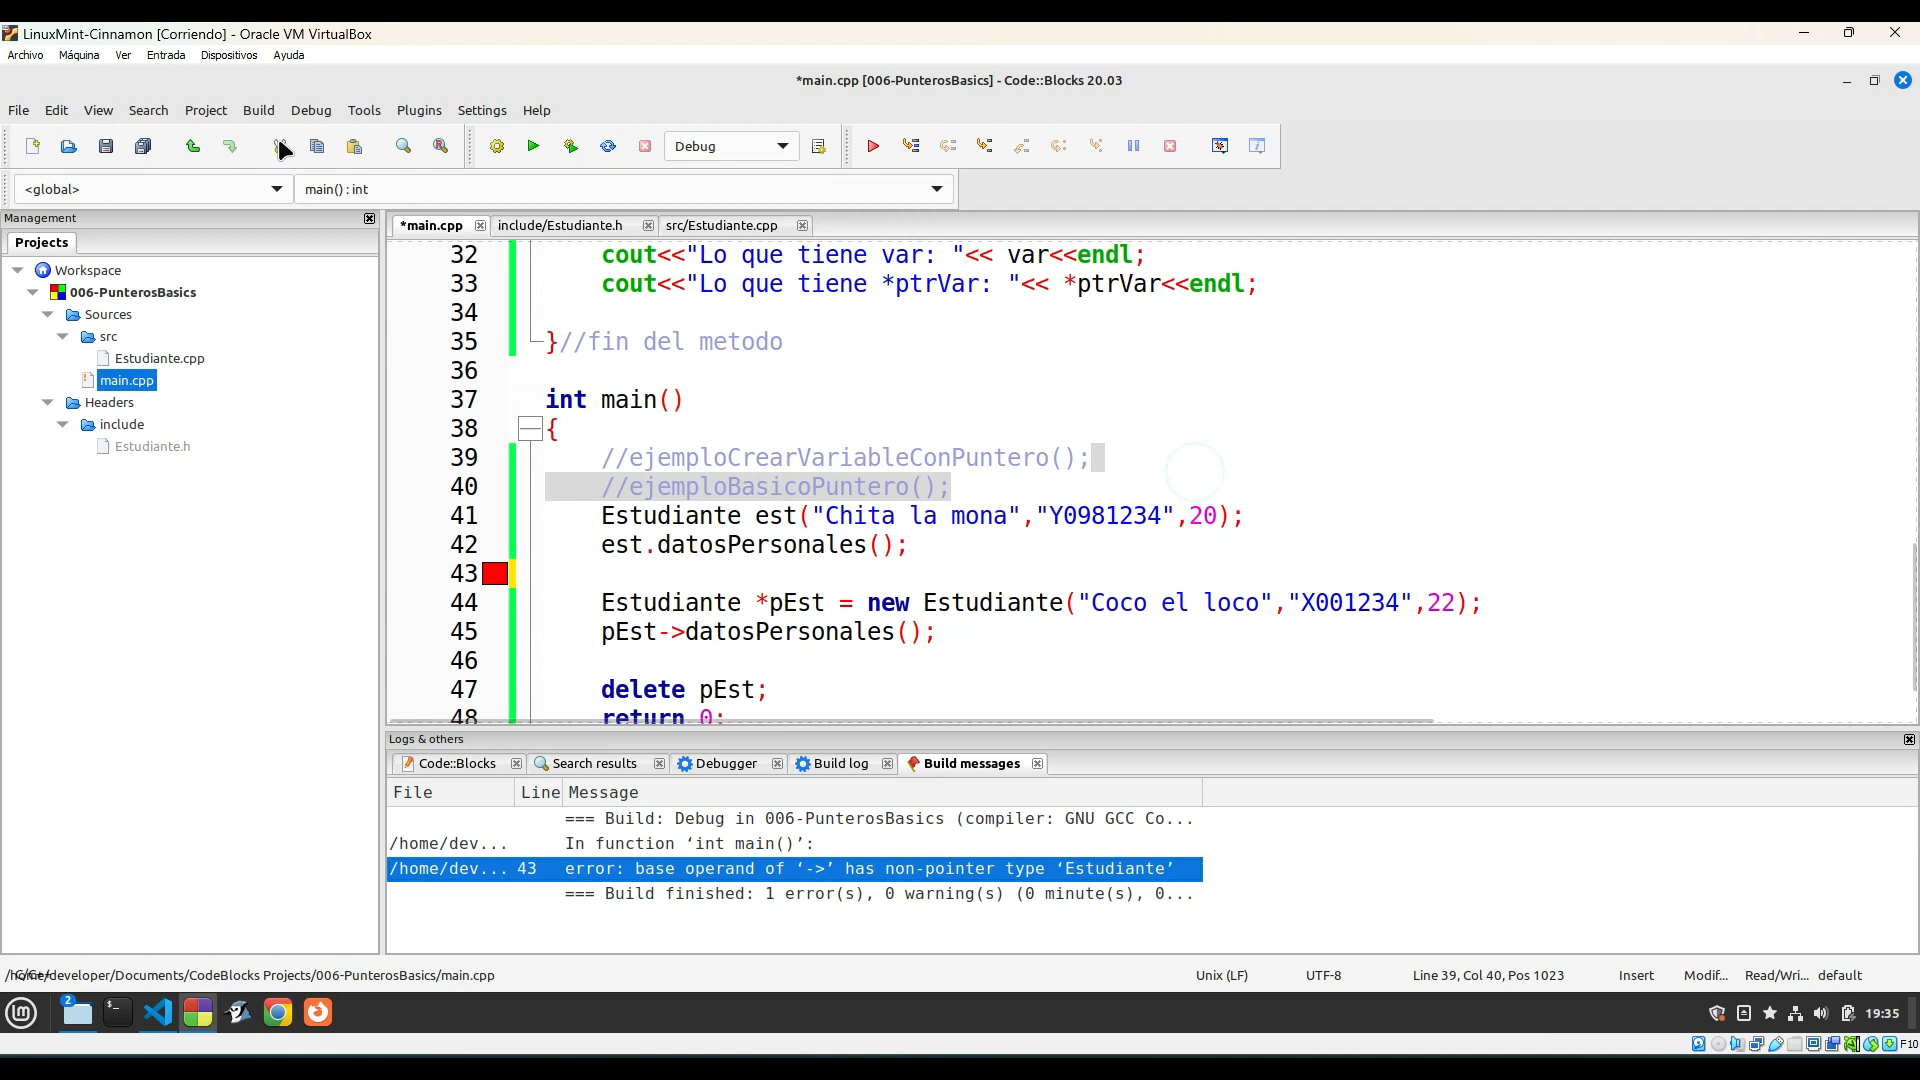 LinuxMint-Cinnamon [Corriendo] - Oracle VM VirtualBox
Archivo Máquina Ver Entrada Dispositivos Ayuda
*main.cpp [006-PunterosBasics] - Code::Blocks 20.03
File Edit View Search Project Build Debug Tools Plugins Settings Help
Debug
<global> main() : int
Management
Projects
Workspace
006-PunterosBasics
Sources
src
Estudiante.cpp
main.cpp
Headers
include
Estudiante.h
*main.cpp include/Estudiante.h src/Estudiante.cpp
32 cout<<"Lo que tiene var: "<< var<<endl;
33 cout<<"Lo que tiene *ptrVar: "<< *ptrVar<<endl;
34
35 }//fin del metodo
36
37 int main()
38 {
39 //ejemploCrearVariableConPuntero();
40 //ejemploBasicoPuntero();
41 Estudiante est("Chita la mona","Y0981234",20);
42 est.datosPersonales();
43
44 Estudiante *pEst = new Estudiante("Coco el loco","X001234",22);
45 pEst->datosPersonales();
46
47 delete pEst;
48 return 0;
Logs & others
Code::Blocks Search results Debugger Build log Build messages
File Line Message
=== Build: Debug in 006-PunterosBasics (compiler: GNU GCC Co...
/home/dev... In function ‘int main()’:
/home/dev... 43 error: base operand of ‘->’ has non-pointer type ‘Estudiante’
=== Build finished: 1 error(s), 0 warning(s) (0 minute(s), 0...
/home/developer/Documents/CodeBlocks Projects/006-PunterosBasics/main.cpp C/C++ Unix (LF) UTF-8 Line 39, Col 40, Pos 1023 Insert Modif... Read/Wri... default
2 19:35
F10